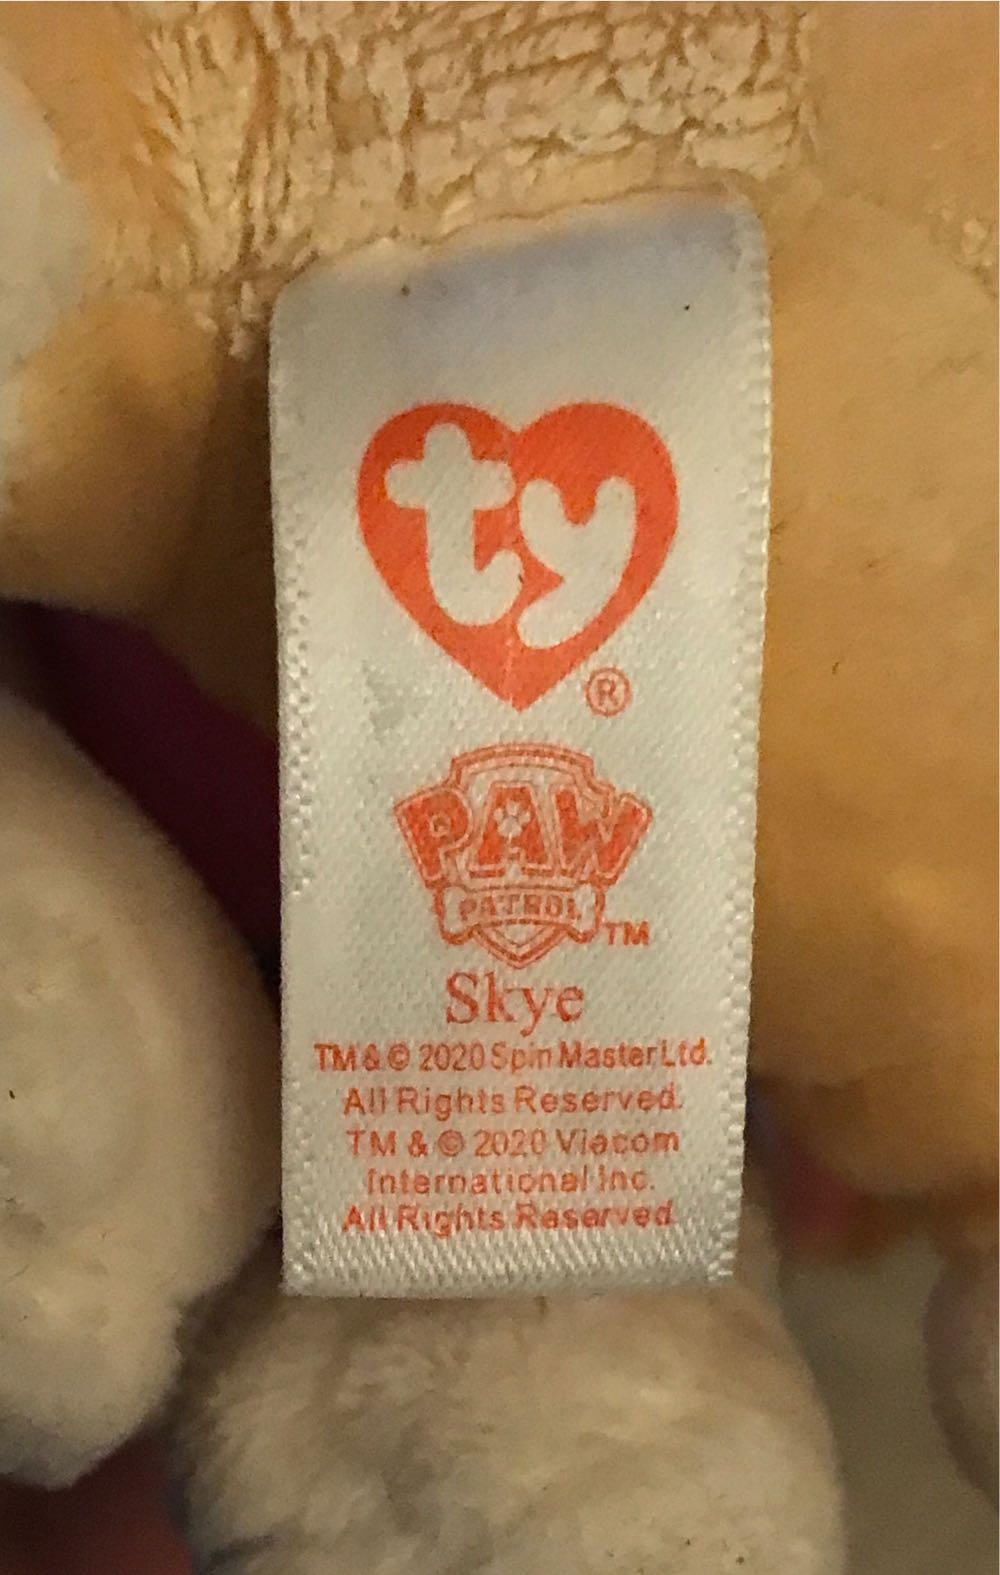 ty
®
PAW
PATROL
TM
Skye
TM & © 2020 Spin Master Ltd.
All Rights Reserved.
TM & © 2020 Viacom
International Inc.
All Rights Reserved